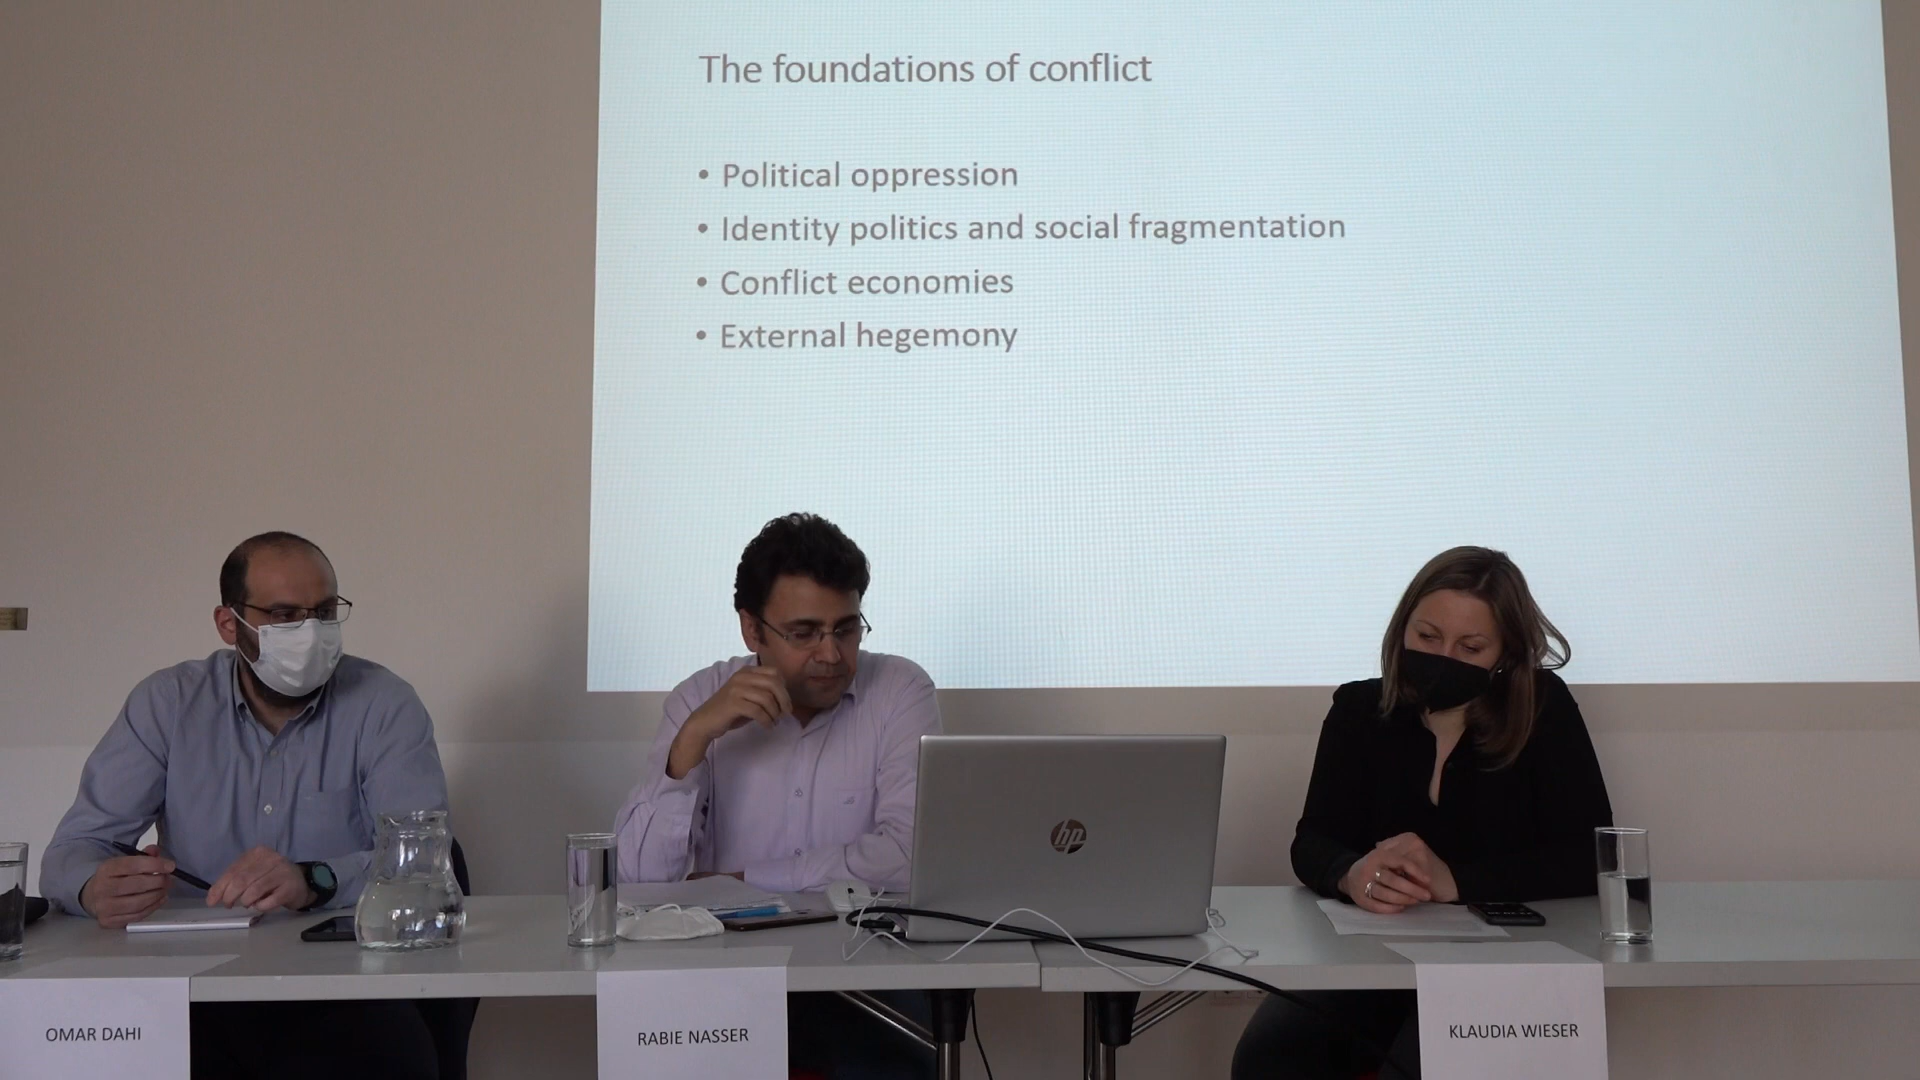 The foundations of conflict
• Political oppression
• Identity politics and social fragmentation
• Conflict economies
• External hegemony
hp
OMAR DAHI
RABIE NASSER
KLAUDIA WIESER